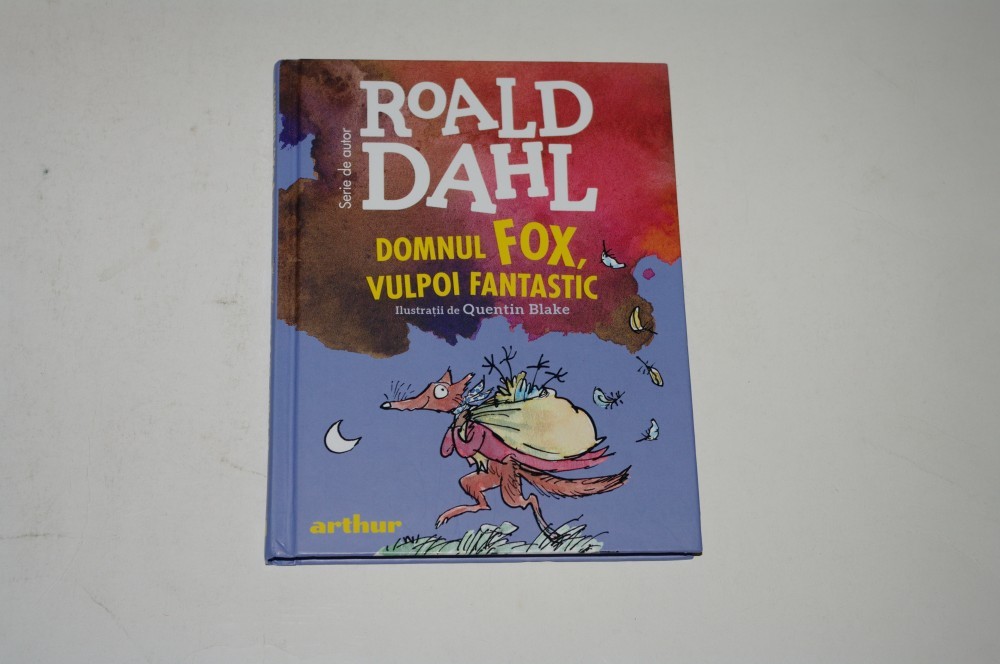 Serie de autor
ROALD
DAHL
DOMNUL FOX,
VULPOI FANTASTIC
Ilustrații de Quentin Blake
arthur